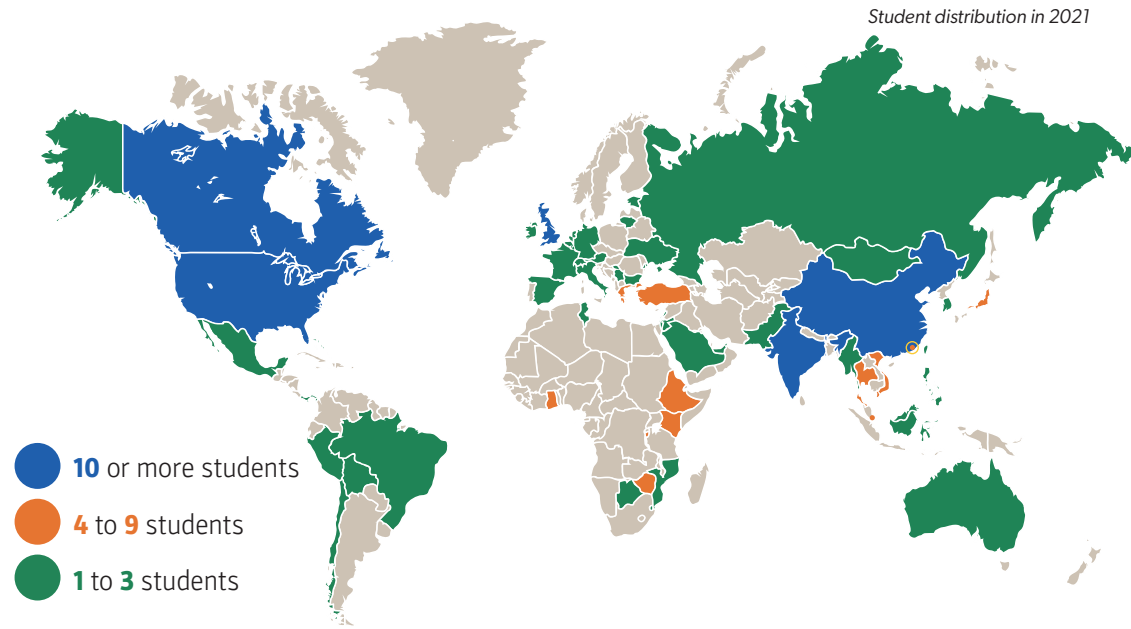 Student distribution in 2021
10 or more students
4 to 9 students
1 to 3 students